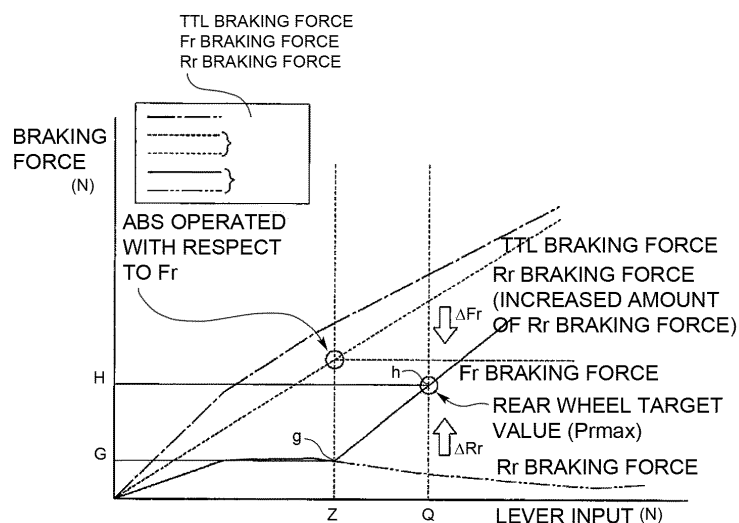 TTL BRAKING FORCE
Fr BRAKING FORCE
Rr BRAKING FORCE
BRAKING
FORCE
(N)
ABS OPERATED
WITH RESPECT
TO Fr
TTL BRAKING FORCE
Rr BRAKING FORCE
(INCREASED AMOUNT
OF Rr BRAKING FORCE)
ΔFr
H
h
Fr BRAKING FORCE
REAR WHEEL TARGET
VALUE (Prmax)
G
g
ΔRr
Rr BRAKING FORCE
Z
Q
LEVER INPUT (N)